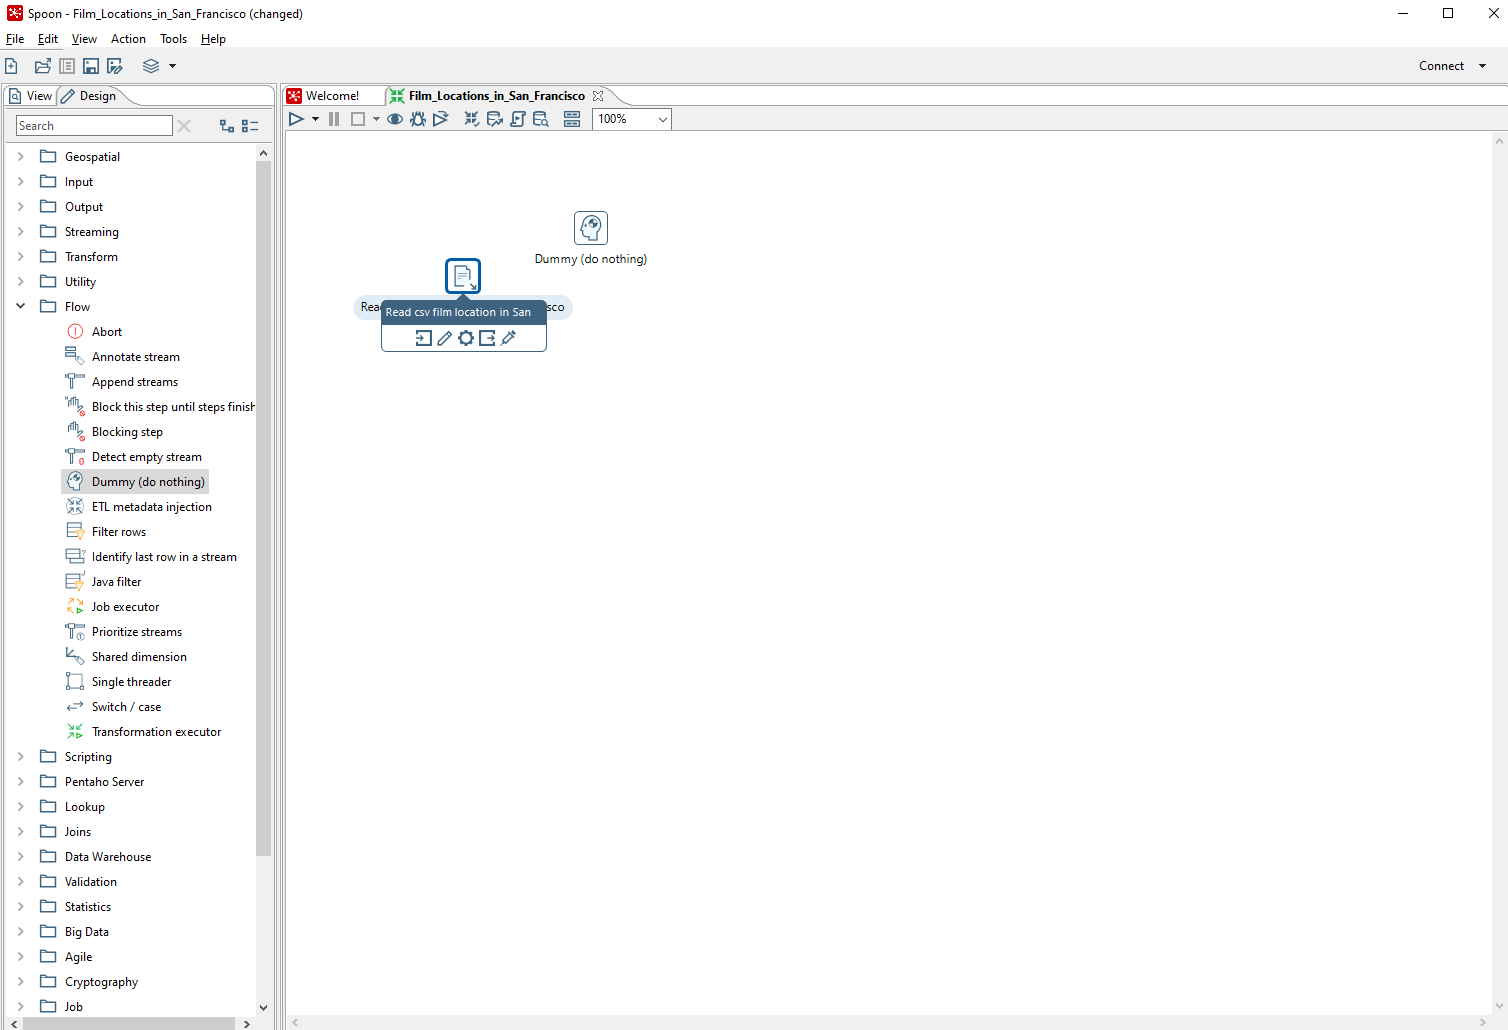 Spoon - Film_Locations_in_San_Francisco (changed)
File Edit View Action Tools Help
Connect
View Design
Welcome! Film_Locations_in_San_Francisco
Search
100%
Geospatial
Input
Output
Streaming
Transform
Utility
Flow
Abort
Annotate stream
Append streams
Block this step until steps finish
Blocking step
Detect empty stream
Dummy (do nothing)
ETL metadata injection
Filter rows
Identify last row in a stream
Java filter
Job executor
Prioritize streams
Shared dimension
Single threader
Switch / case
Transformation executor
Scripting
Pentaho Server
Lookup
Joins
Data Warehouse
Validation
Statistics
Big Data
Agile
Cryptography
Job
Dummy (do nothing)
Read csv film location in San